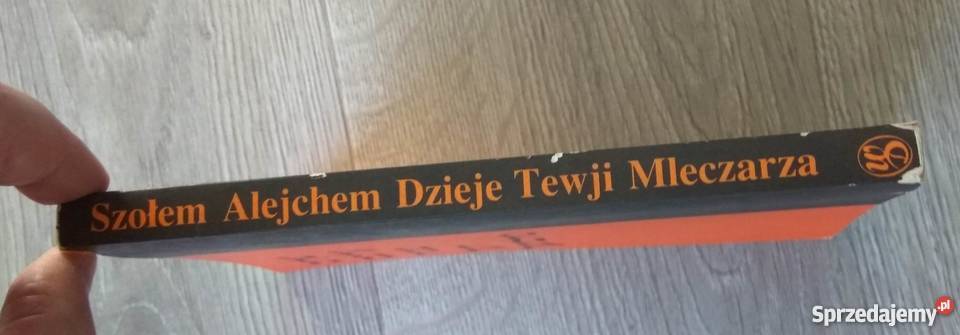 Szołem Alejchem Dzieje Tewji Mleczarza
Sprzedajemy.pl